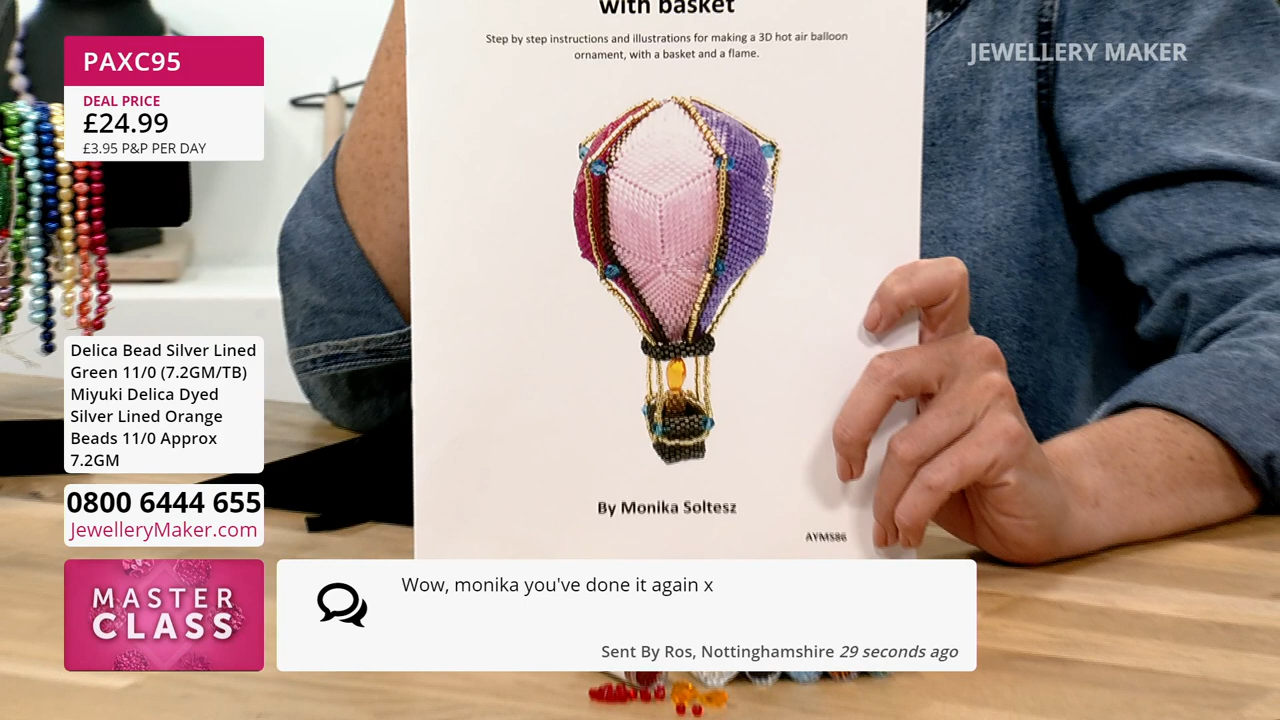 with basket
Step by step instructions and illustrations for making a 3D hot air balloon
ornament, with a basket and a flame.
JEWELLERY MAKER
PAXC95
DEAL PRICE
£24.99
£3.95 P&P PER DAY
Delica Bead Silver Lined
Green 11/0 (7.2GM/TB)
Miyuki Delica Dyed
Silver Lined Orange
Beads 11/0 Approx
7.2GM
0800 6444 655
JewelleryMaker.com
By Monika Soltesz
AYMS86
MASTER
CLASS
Wow, monika you've done it again x
Sent By Ros, Nottinghamshire 29 seconds ago